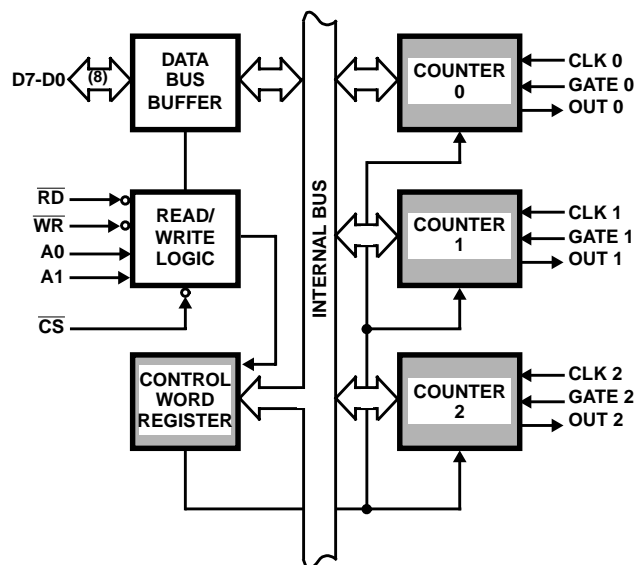 D7-D0
(8)
DATA
BUS
BUFFER
RD
WR
A0
A1
CS
READ/
WRITE
LOGIC
CONTROL
WORD
REGISTER
INTERNAL BUS
COUNTER
0
CLK 0
GATE 0
OUT 0
COUNTER
1
CLK 1
GATE 1
OUT 1
COUNTER
2
CLK 2
GATE 2
OUT 2